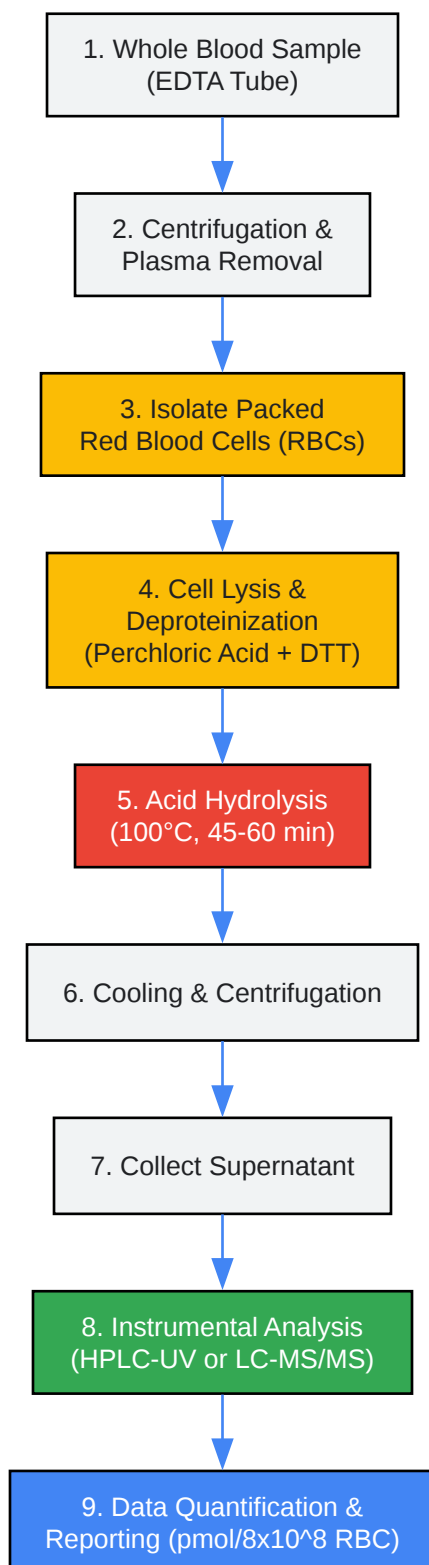 1. Whole Blood Sample
(EDTA Tube)
2. Centrifugation &
Plasma Removal
3. Isolate Packed
Red Blood Cells (RBCs)
4. Cell Lysis &
Deproteinization
(Perchloric Acid + DTT)
5. Acid Hydrolysis
(100°C, 45-60 min)
6. Cooling & Centrifugation
7. Collect Supernatant
8. Instrumental Analysis
(HPLC-UV or LC-MS/MS)
9. Data Quantification &
Reporting (pmol/8x10^8 RBC)